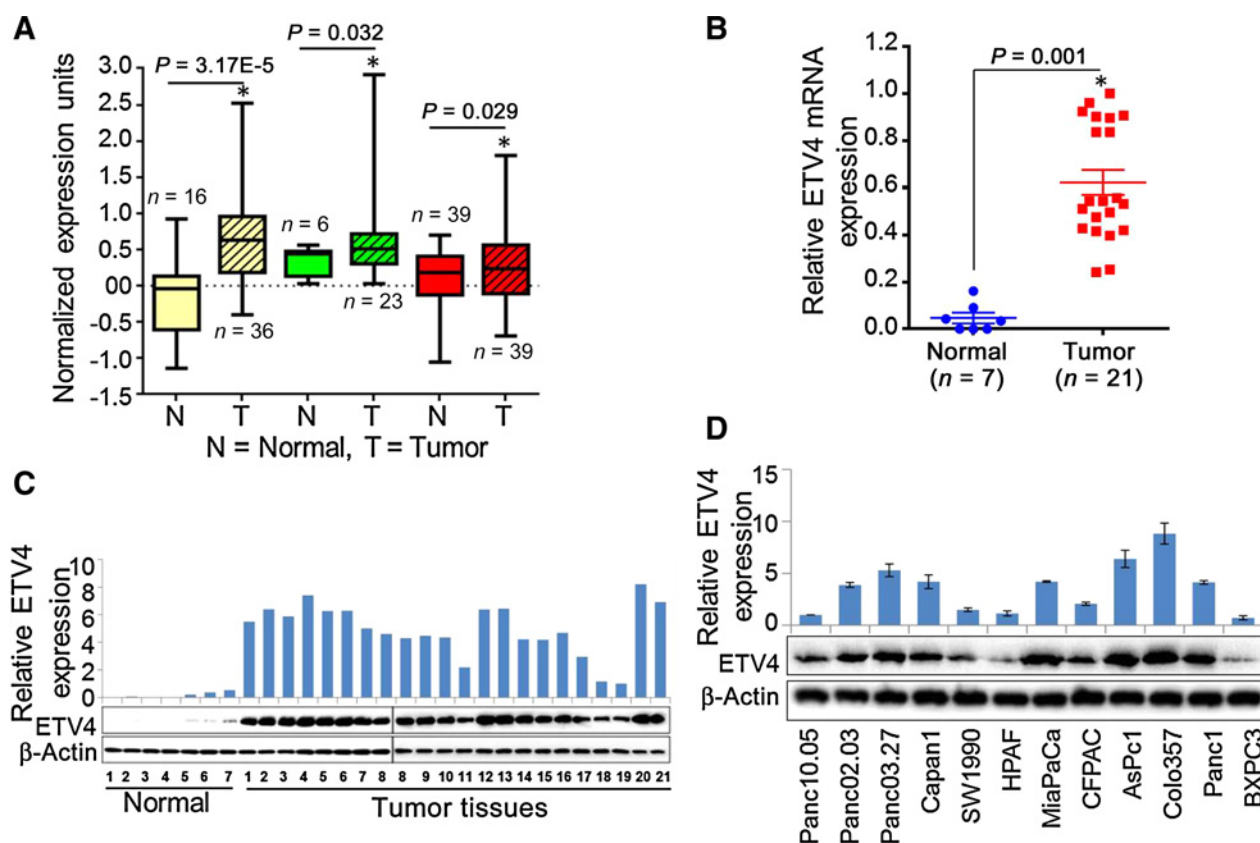 A
P = 3.17E-5
P = 0.032
P = 0.029
*
*
*
Normalized expression units
3.0
2.5
2.0
1.5
1.0
0.5
00
-0.5
-1.0
-1.5
n = 16
n = 36
n = 6
n = 23
n = 39
n = 39
N T N T N T
N = Normal, T = Tumor
B
Relative ETV4 mRNA
expression
1.2
1.0
0.8
0.6
0.4
0.2
0.0
P = 0.001
*
Normal Tumor
(n = 7) (n = 21)
C
Relative ETV4
expression
10
8
6
4
2
0
ETV4
β-Actin
1 2 3 4 5 6 7 1 2 3 4 5 6 7 8 8 9 10 11 12 13 14 15 16 17 18 19 20 21
Normal Tumor tissues
D
Relative ETV4
expression
15
10
5
0
ETV4
β-Actin
Panc10.05
Panc02.03
Panc03.27
Capan1
SW1990
HPAF
MiaPaCa
CFPAC
AsPc1
Colo357
Panc1
BXPC3